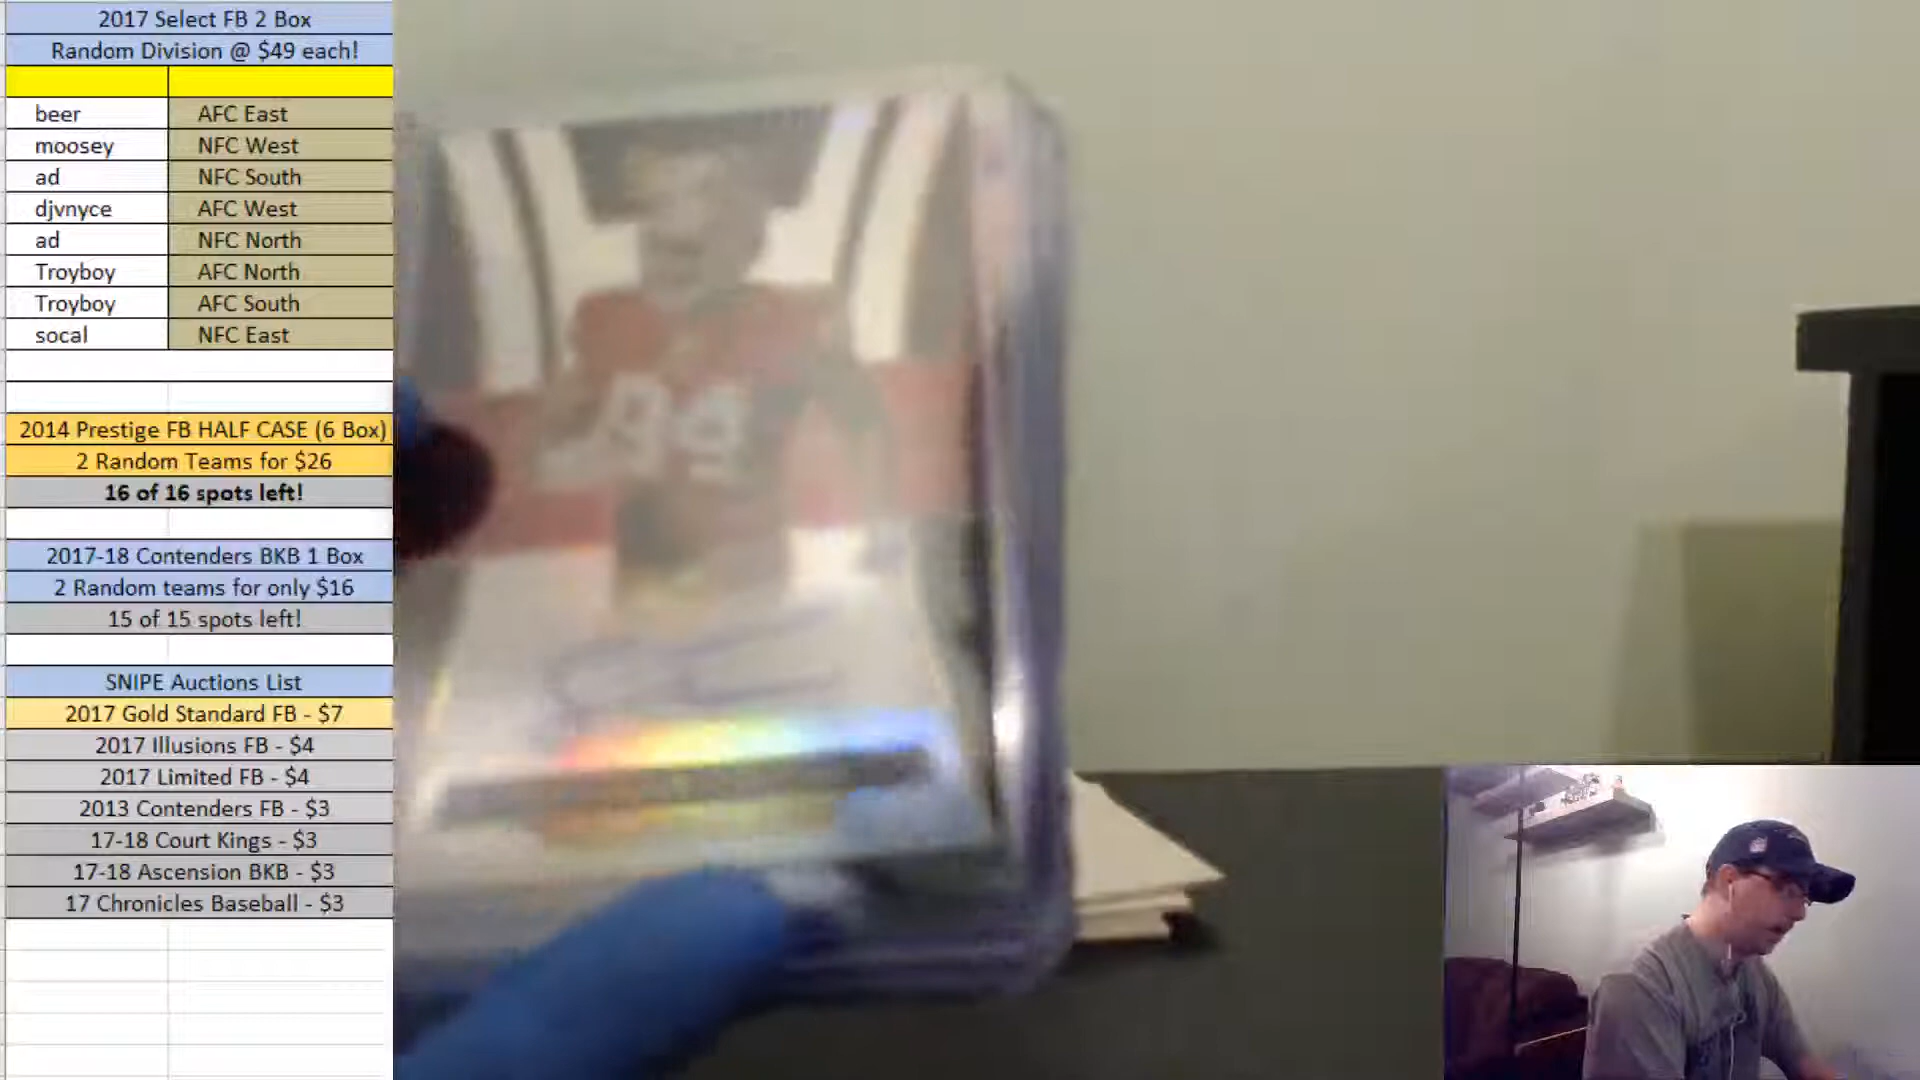 2017 Select FB 2 Box
Random Division @ $49 each!
beer AFC East
moosey NFC West
ad NFC South
djvnyce AFC West
ad NFC North
Troyboy AFC North
Troyboy AFC South
socal NFC East
2014 Prestige FB HALF CASE (6 Box)
2 Random Teams for $26
16 of 16 spots left!
2017-18 Contenders BKB 1 Box
2 Random teams for only $16
15 of 15 spots left!
SNIPE Auctions List
2017 Gold Standard FB - $7
2017 Illusions FB - $4
2017 Limited FB - $4
2013 Contenders FB - $3
17-18 Court Kings - $3
17-18 Ascension BKB - $3
17 Chronicles Baseball - $3